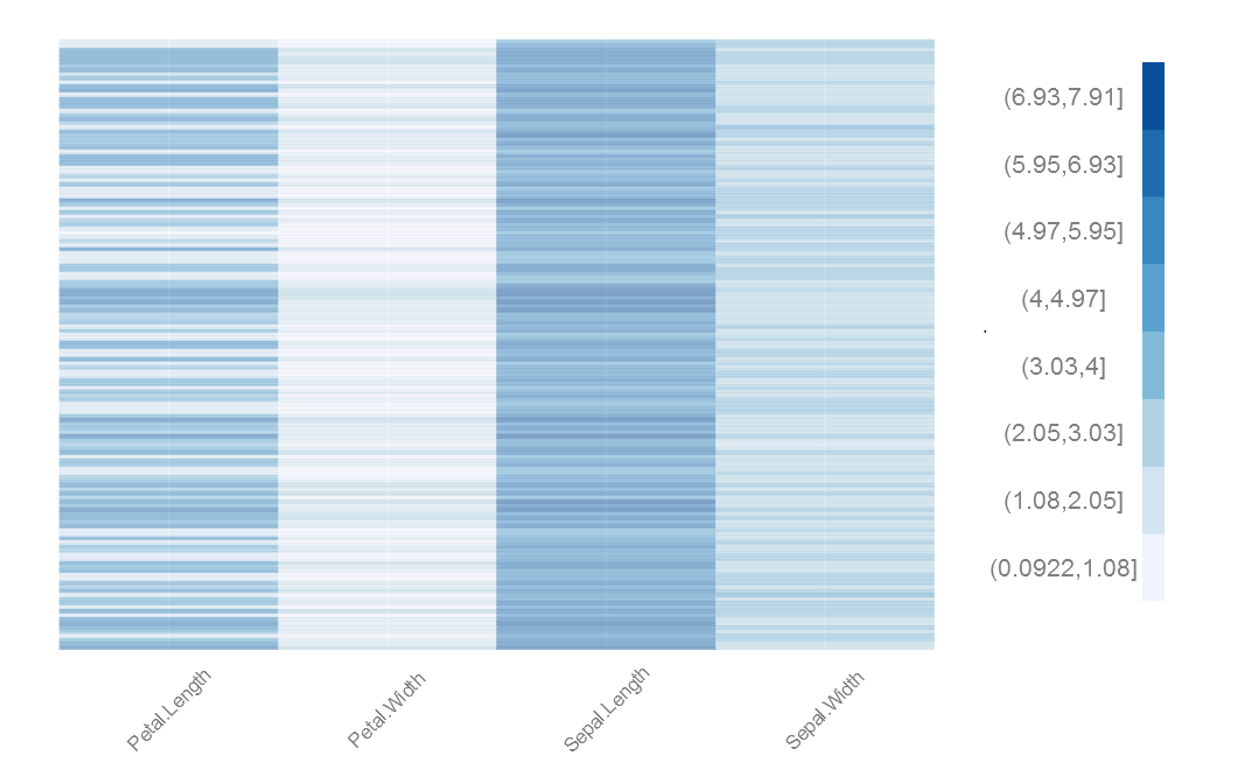 (6.93,7.91]
(5.95,6.93]
(4.97,5.95]
(4,4.97]
(3.03,4]
(2.05,3.03]
(1.08,2.05]
(0.0922,1.08]
.
Petal.Length
Petal.Width
Sepal.Length
Sepal.Width